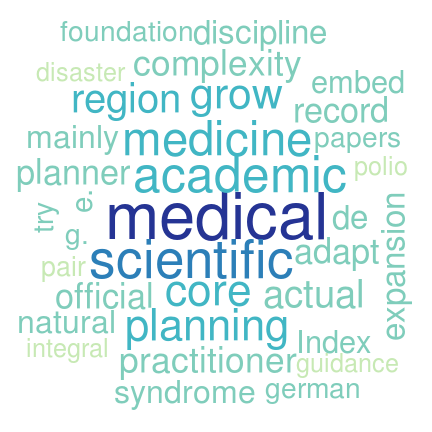 foundation discipline
disaster complexity embed
region grow record
mainly medicine papers
planner academic polio
try e. medical de
g. scientific adapt expansion
pair official core actual
natural planning Index
integral practitioner guidance
syndrome german